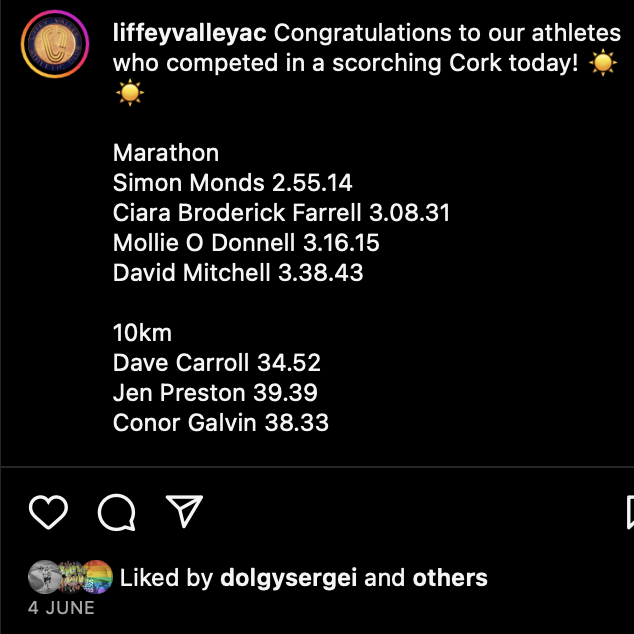 liffeyvalleyac Congratulations to our athletes
who competed in a scorching Cork today! ☀️
☀️
Marathon
Simon Monds 2.55.14
Ciara Broderick Farrell 3.08.31
Mollie O Donnell 3.16.15
David Mitchell 3.38.43
10km
Dave Carroll 34.52
Jen Preston 39.39
Conor Galvin 38.33
Liked by dolgysergei and others
4 JUNE